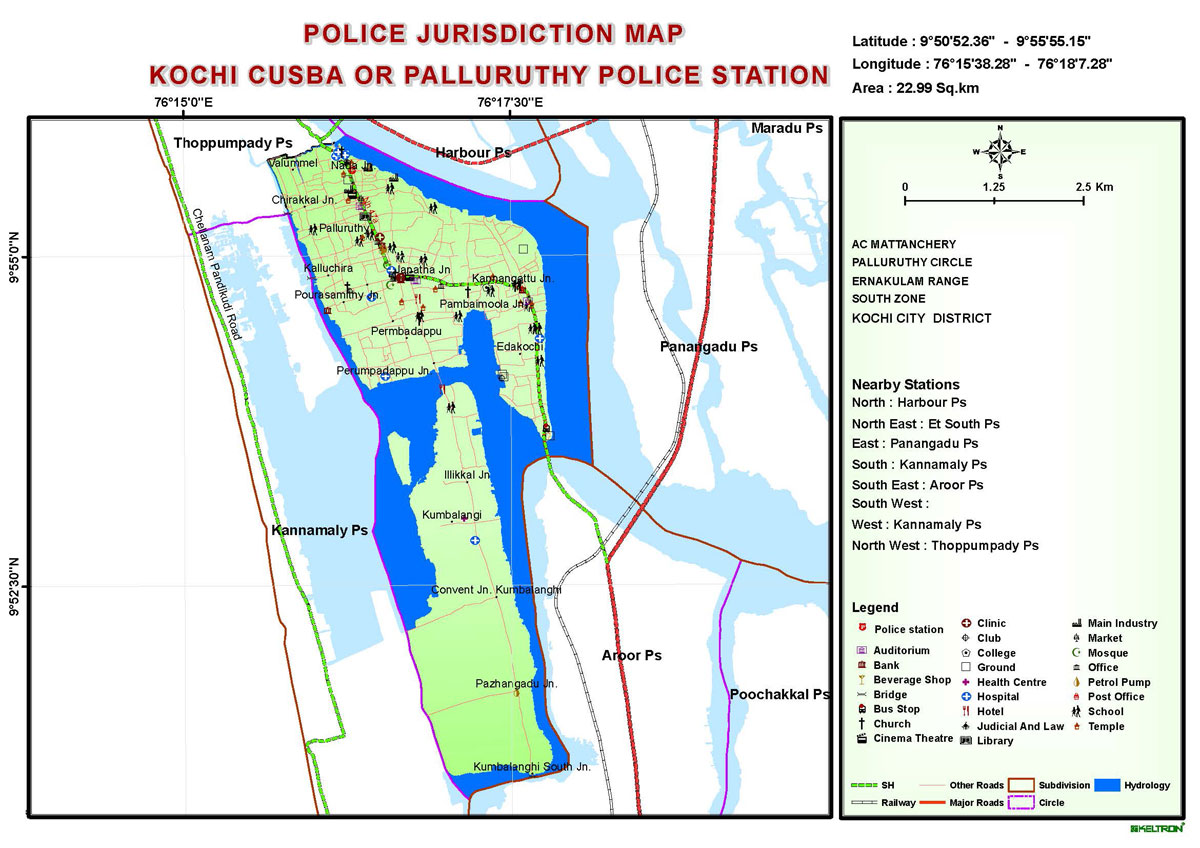 POLICE JURISDICTION MAP
KOCHI CUSBA OR PALLURUTHY POLICE STATION
Latitude : 9°50'52.36" - 9°55'55.15"
Longitude : 76°15'38.28" - 76°18'7.28"
Area : 22.99 Sq.km
76°15'0"E
76°17'30"E
9°55'0"N
9°52'30"N
Thoppumpady Ps
Harbour Ps
Maradu Ps
Valummel
Nada Jn.
Chirakkal Jn.
Palluruthy
Kalluchira
Janatha Jn
Kannangattu Jn.
Pourasamithy Jn.
Pambaimoola Jn.
Permbadappu
Edakochi
Perumpadappu Jn.
Chellanam Pandikudi Road
Panangadu Ps
Illikkal Jn.
Kumbalangi
Kannamaly Ps
Convent Jn. Kumbalanghi
Aroor Ps
Pazhangadu Jn.
Poochakkal Ps
Kumbalanghi South Jn.
N
W
E
S
0
1.25
2.5 Km
AC MATTANCHERY
PALLURUTHY CIRCLE
ERNAKULAM RANGE
SOUTH ZONE
KOCHI CITY DISTRICT
Nearby Stations
North : Harbour Ps
North East : Et South Ps
East : Panangadu Ps
South : Kannamaly Ps
South East : Aroor Ps
South West :
West : Kannamaly Ps
North West : Thoppumpady Ps
Legend
Police station
Auditorium
Bank
Beverage Shop
Bridge
Bus Stop
Church
Cinema Theatre
Clinic
Club
College
Ground
Health Centre
Hospital
Hotel
Judicial And Law
Library
Main Industry
Market
Mosque
Office
Petrol Pump
Post Office
School
Temple
SH
Other Roads
Subdivision
Hydrology
Railway
Major Roads
Circle
KELTRON